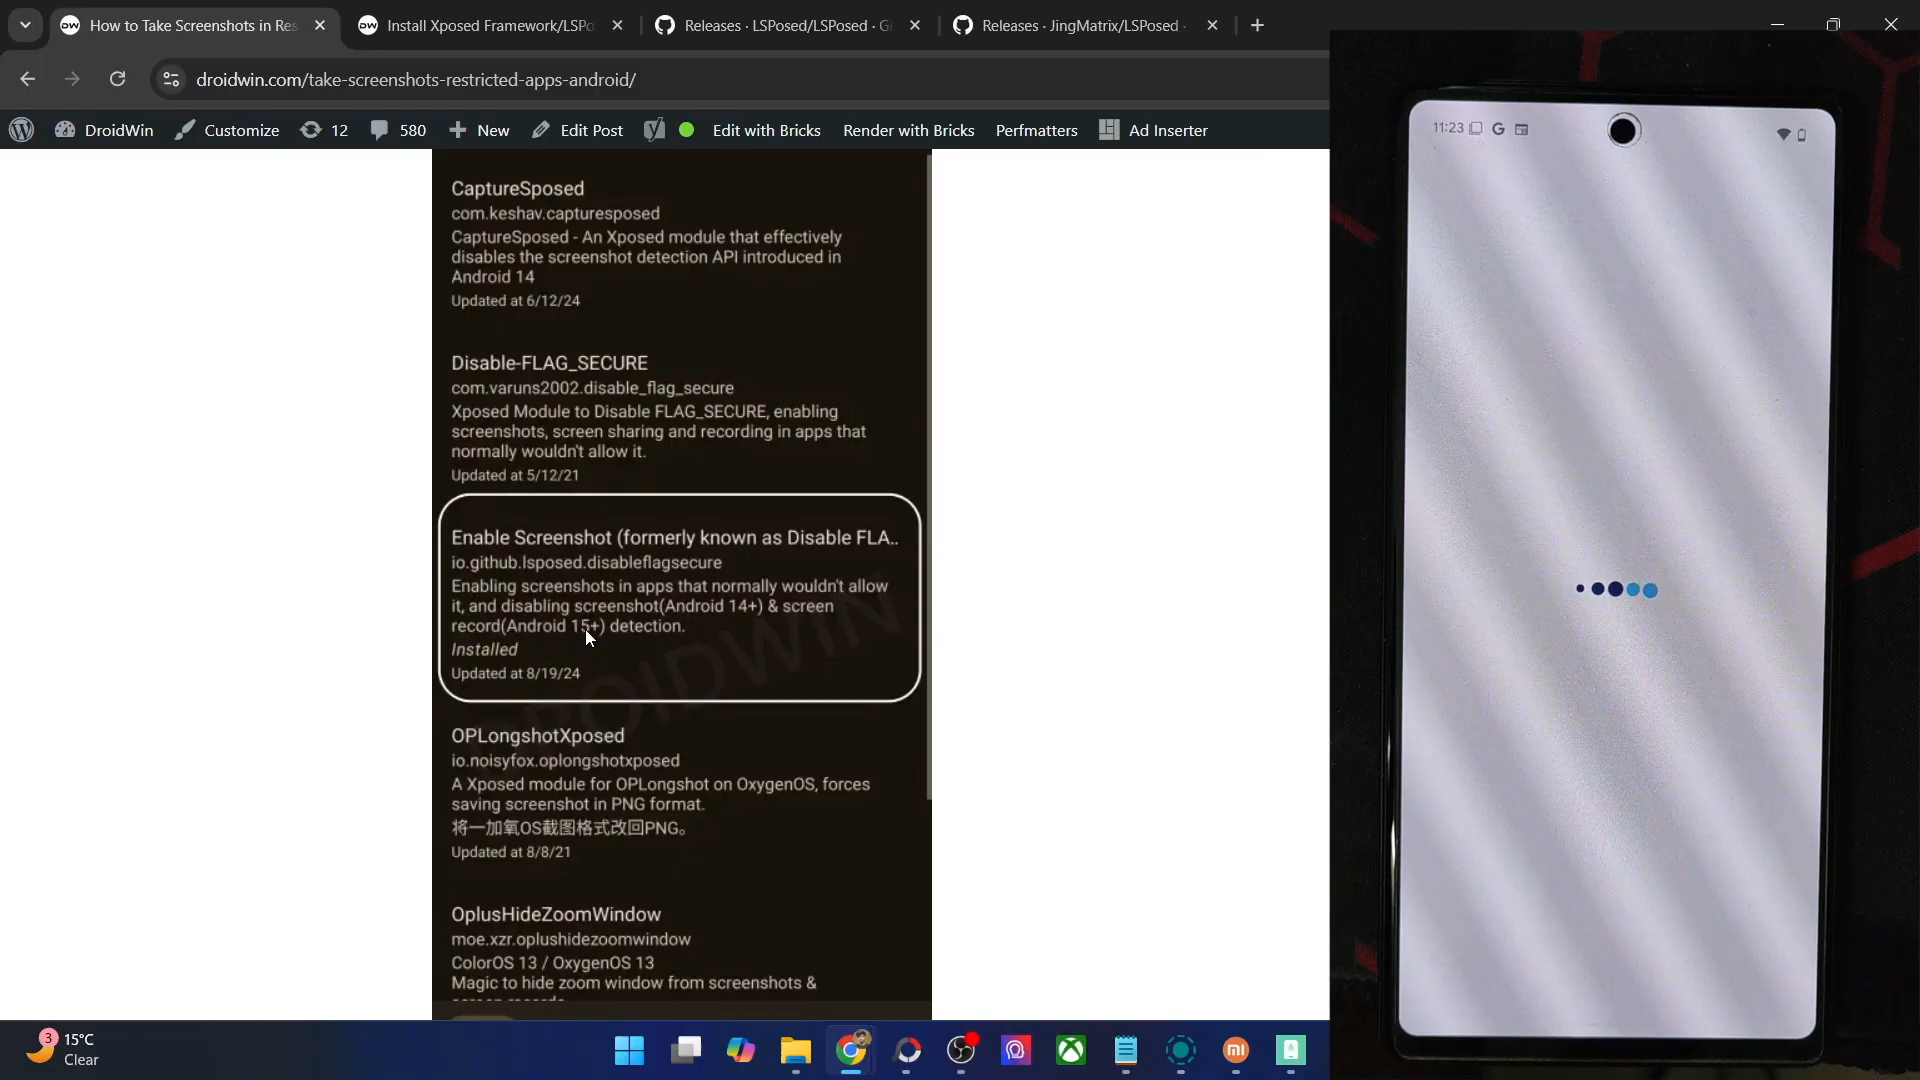 How to Take Screenshots in Res
Install Xposed Framework/LSPo
Releases · LSPosed/LSPosed · Gi
Releases · JingMatrix/LSPosed ·
droidwin.com/take-screenshots-restricted-apps-android/
DroidWin
Customize
12
580
New
Edit Post
Edit with Bricks
Render with Bricks
Perfmatters
Ad Inserter
CaptureSposed
com.keshav.capturesposed
CaptureSposed - An Xposed module that effectively
disables the screenshot detection API introduced in
Android 14
Updated at 6/12/24
Disable-FLAG_SECURE
com.varuns2002.disable_flag_secure
Xposed Module to Disable FLAG_SECURE, enabling
screenshots, screen sharing and recording in apps that
normally wouldn't allow it.
Updated at 5/12/21
Enable Screenshot (formerly known as Disable FLA..
io.github.lsposed.disableflagsecure
Enabling screenshots in apps that normally wouldn't allow
it, and disabling screenshot(Android 14+) & screen
record(Android 15+) detection.
Installed
Updated at 8/19/24
DROIDWIN
OPLongshotXposed
io.noisyfox.oplongshotxposed
A Xposed module for OPLongshot on OxygenOS, forces
saving screenshot in PNG format.
将一加氧OS截图格式改回PNG。
Updated at 8/8/21
OplusHideZoomWindow
moe.xzr.oplushidezoomwindow
ColorOS 13 / OxygenOS 13
Magic to hide zoom window from screenshots &
11:23
G
3
15°C
Clear
mi